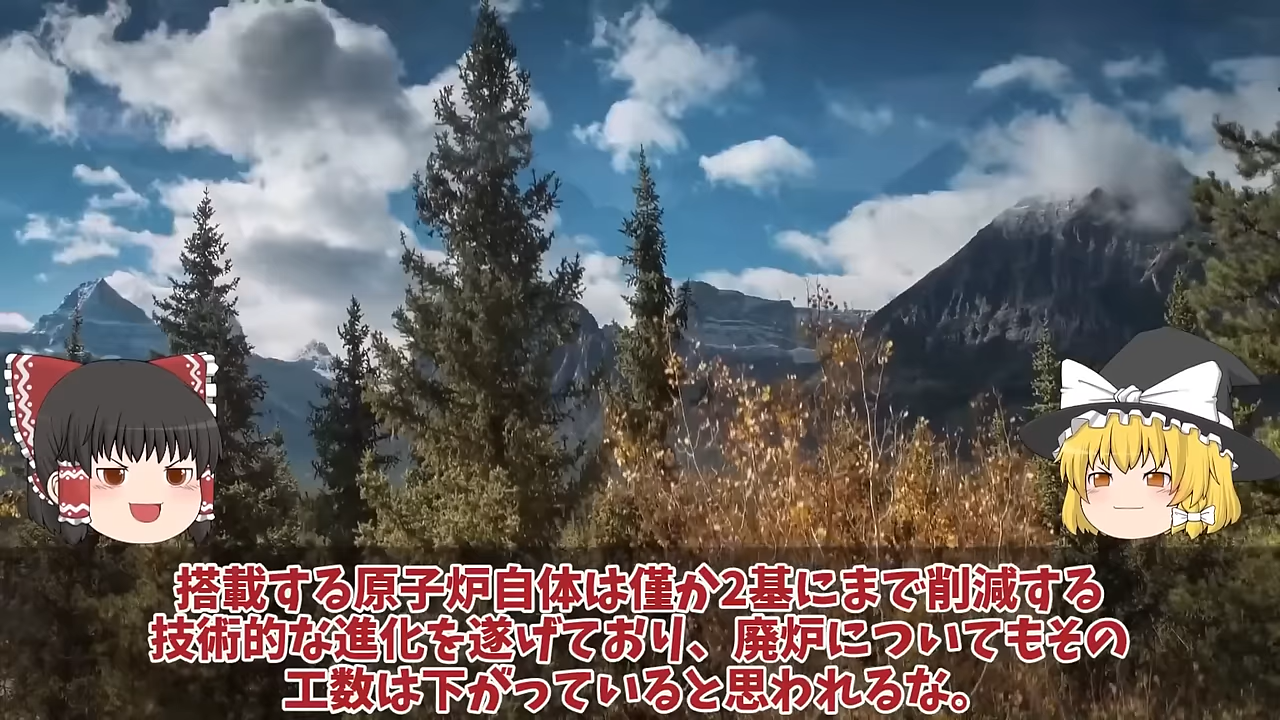 搭載する原子炉自体は僅か2基にまで削減する
技術的な進化を遂げており、廃炉についてもその
工数は下がっていると思われるな。